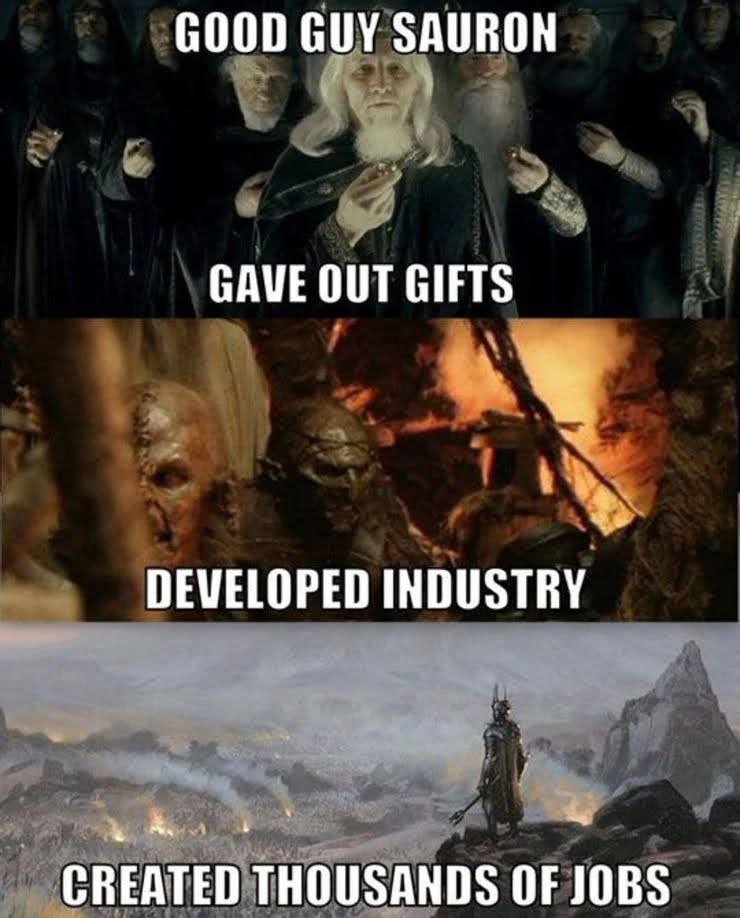 GOOD GUY SAURON
GAVE OUT GIFTS
DEVELOPED INDUSTRY
CREATED THOUSANDS OF JOBS